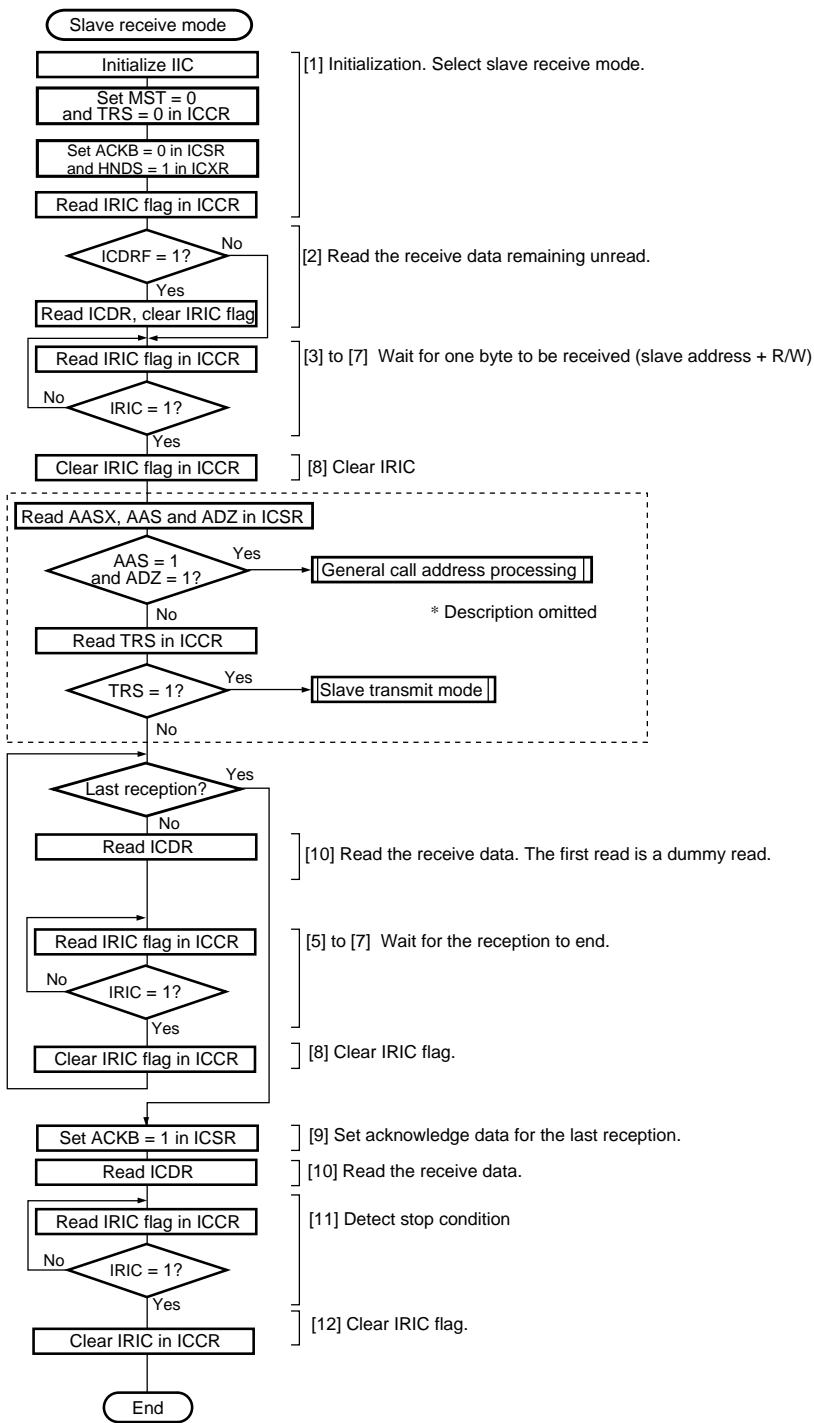 Slave receive mode
Initialize IIC
[1] Initialization. Select slave receive mode.
Set MST = 0
and TRS = 0 in ICCR
Set ACKB = 0 in ICSR
and HNDS = 1 in ICXR
Read IRIC flag in ICCR
ICDRF = 1?
No
[2] Read the receive data remaining unread.
Yes
Read ICDR, clear IRIC flag
Read IRIC flag in ICCR
[3] to [7] Wait for one byte to be received (slave address + R/W)
No
IRIC = 1?
Yes
Clear IRIC flag in ICCR
[8] Clear IRIC
Read AASX, AAS and ADZ in ICSR
AAS = 1
and ADZ = 1?
Yes
General call address processing
No
* Description omitted
Read TRS in ICCR
TRS = 1?
Yes
Slave transmit mode
No
Last reception?
Yes
No
Read ICDR
[10] Read the receive data. The first read is a dummy read.
Read IRIC flag in ICCR
[5] to [7] Wait for the reception to end.
No
IRIC = 1?
Yes
Clear IRIC flag in ICCR
[8] Clear IRIC flag.
Set ACKB = 1 in ICSR
[9] Set acknowledge data for the last reception.
Read ICDR
[10] Read the receive data.
Read IRIC flag in ICCR
[11] Detect stop condition
No
IRIC = 1?
Yes
Clear IRIC in ICCR
[12] Clear IRIC flag.
End